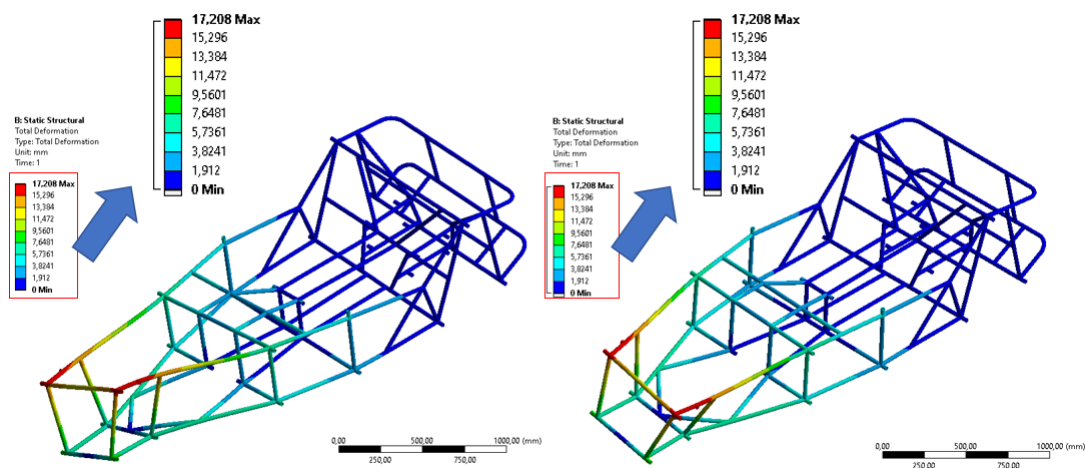 17,208 Max
15,296
13,384
11,472
9,5601
7,6481
5,7361
3,8241
1,912
0 Min
B: Static Structural
Total Deformation
Type: Total Deformation
Unit: mm
Time: 1
17,208 Max
15,296
13,384
11,472
9,5601
7,6481
5,7361
3,8241
1,912
0 Min
0,00 500,00 1000,00 (mm)
250,00 750,00
17,208 Max
15,296
13,384
11,472
9,5601
7,6481
5,7361
3,8241
1,912
0 Min
B: Static Structural
Total Deformation
Type: Total Deformation
Unit: mm
Time: 1
17,208 Max
15,296
13,384
11,472
9,5601
7,6481
5,7361
3,8241
1,912
0 Min
0,00 500,00 1000,00 (mm)
250,00 750,00